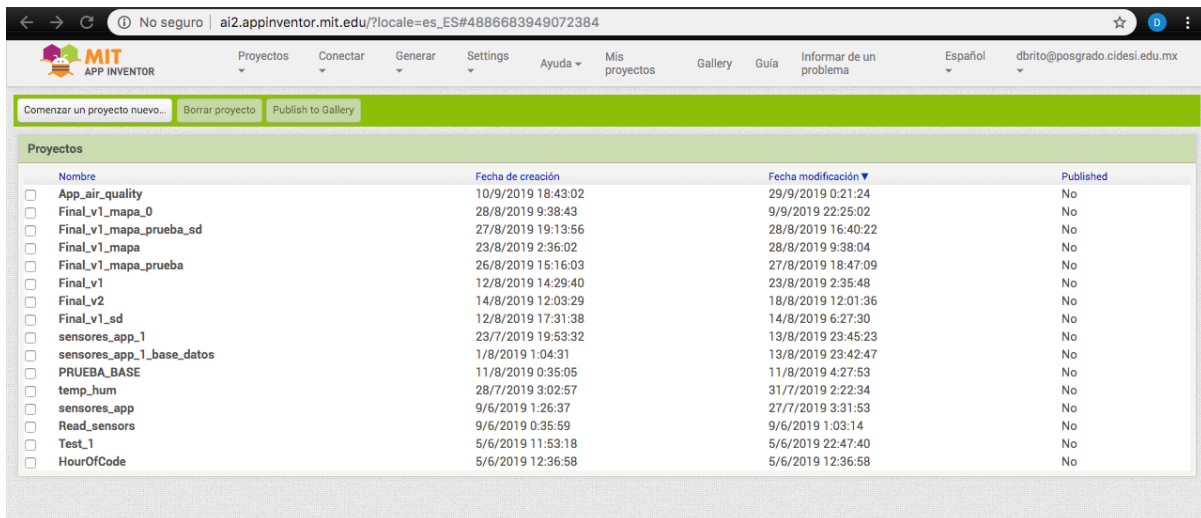 No seguro | ai2.appinventor.mit.edu/?locale=es_ES#4886683949072384 D
MIT APP INVENTOR Proyectos Conectar Generar Settings Ayuda Mis proyectos Gallery Guía Informar de un problema Español dbrito@posgrado.cidesi.edu.mx
Comenzar un proyecto nuevo... Borrar proyecto Publish to Gallery
Proyectos
Nombre Fecha de creación Fecha modificación ▼ Published
App_air_quality 10/9/2019 18:43:02 29/9/2019 0:21:24 No
Final_v1_mapa_0 28/8/2019 9:38:43 9/9/2019 22:25:02 No
Final_v1_mapa_prueba_sd 27/8/2019 19:13:56 28/8/2019 16:40:22 No
Final_v1_mapa 23/8/2019 2:36:02 28/8/2019 9:38:04 No
Final_v1_mapa_prueba 26/8/2019 15:16:03 27/8/2019 18:47:09 No
Final_v1 12/8/2019 14:29:40 23/8/2019 2:35:48 No
Final_v2 14/8/2019 12:03:29 18/8/2019 12:01:36 No
Final_v1_sd 12/8/2019 17:31:38 14/8/2019 6:27:30 No
sensores_app_1 23/7/2019 19:53:32 13/8/2019 23:45:23 No
sensores_app_1_base_datos 1/8/2019 1:04:31 13/8/2019 23:42:47 No
PRUEBA_BASE 11/8/2019 0:35:05 11/8/2019 4:27:53 No
temp_hum 28/7/2019 3:02:57 31/7/2019 2:22:34 No
sensores_app 9/6/2019 1:26:37 27/7/2019 3:31:53 No
Read_sensors 9/6/2019 0:35:59 9/6/2019 1:03:14 No
Test_1 5/6/2019 11:53:18 5/6/2019 22:47:40 No
HourOfCode 5/6/2019 12:36:58 5/6/2019 12:36:58 No